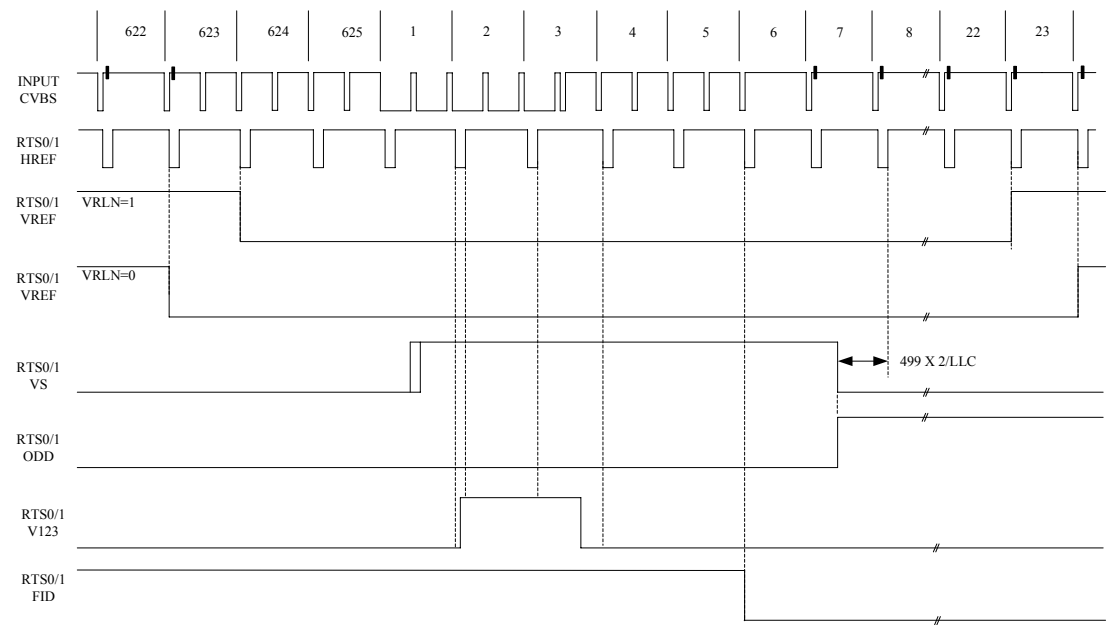 622 623 624 625 1 2 3 4 5 6 7 8 22 23
INPUT
CVBS
RTS0/1
HREF
RTS0/1
VREF
VRLN=1
RTS0/1
VREF
VRLN=0
RTS0/1
VS
499 X 2/LLC
RTS0/1
ODD
RTS0/1
V123
RTS0/1
FID